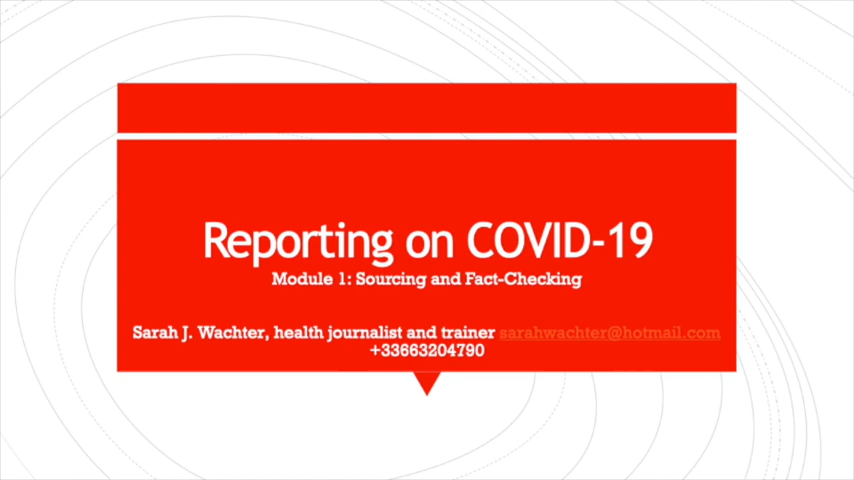 Reporting on COVID-19
Module 1: Sourcing and Fact-Checking
Sarah J. Wachter, health journalist and trainer sarahwachter@hotmail.com
+33663204790